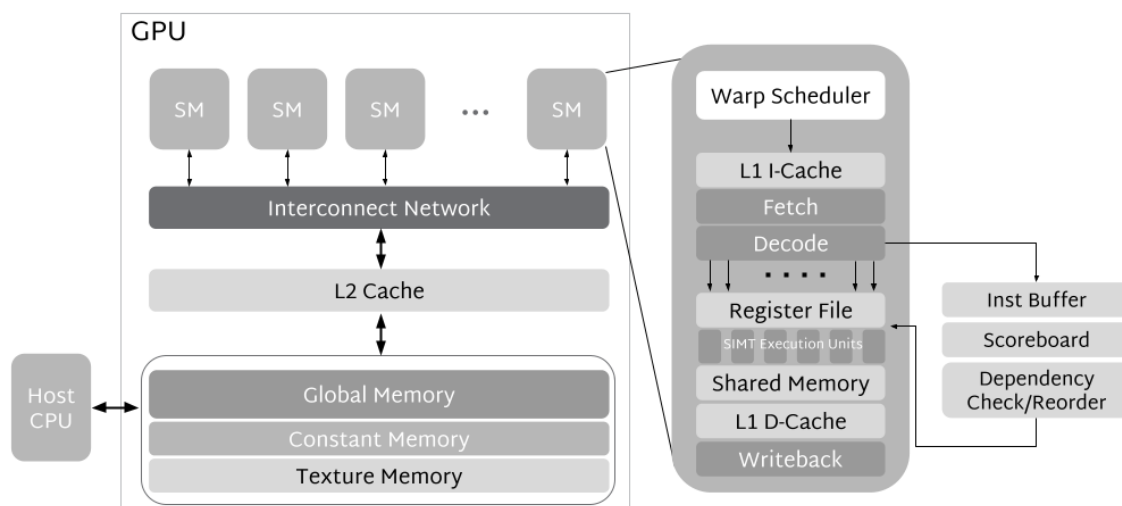 GPU
SM
SM
SM
...
SM
Interconnect Network
L2 Cache
Host
CPU
Global Memory
Constant Memory
Texture Memory
Warp Scheduler
L1 I-Cache
Fetch
Decode
....
Register File
SIMT Execution Units
Shared Memory
L1 D-Cache
Writeback
Inst Buffer
Scoreboard
Dependency
Check/Reorder